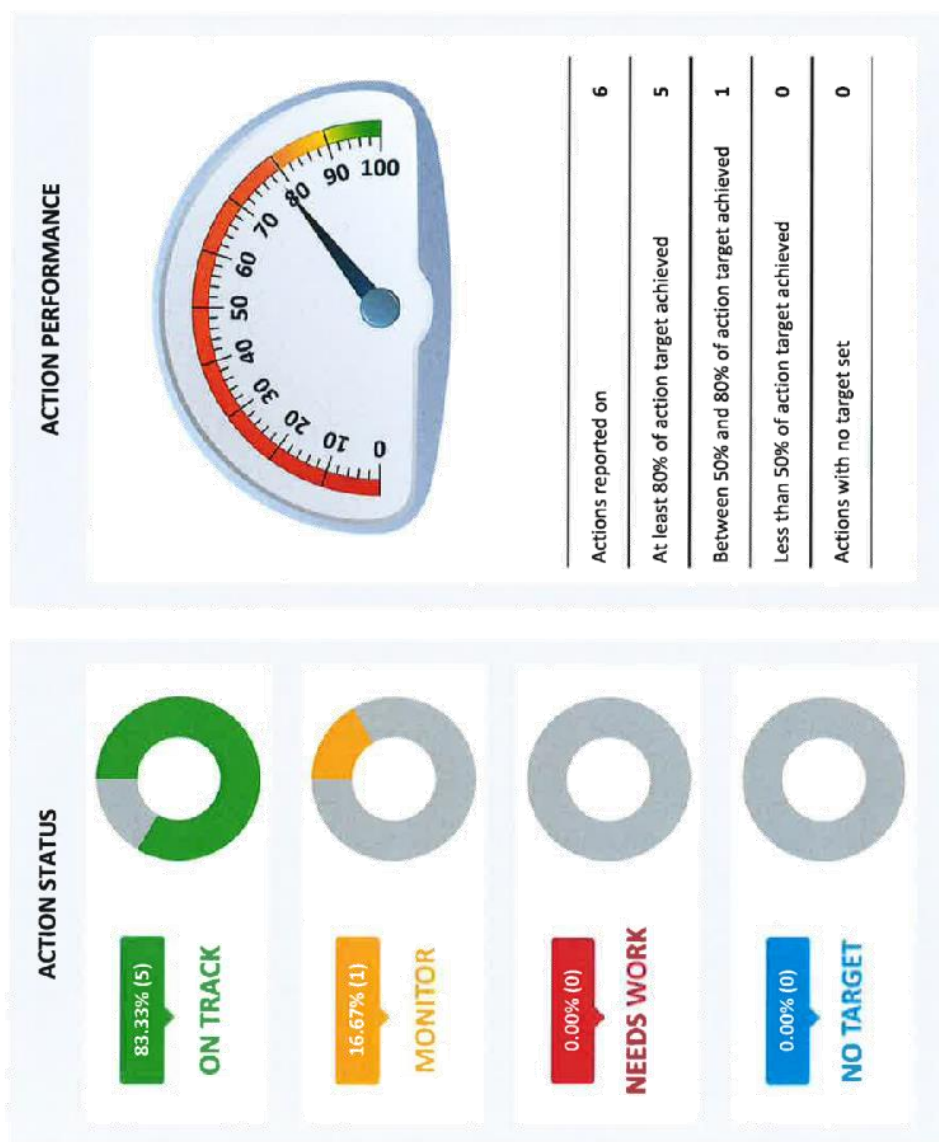 ACTION STATUS
83.33% (5)
ON TRACK
16.67% (1)
MONITOR
0.00% (0)
NEEDS WORK
0.00% (0)
NO TARGET
ACTION PERFORMANCE
0
10
20
30
40
50
60
70
80
90
100
Actions reported on 6
At least 80% of action target achieved 5
Between 50% and 80% of action target achieved 1
Less than 50% of action target achieved 0
Actions with no target set 0